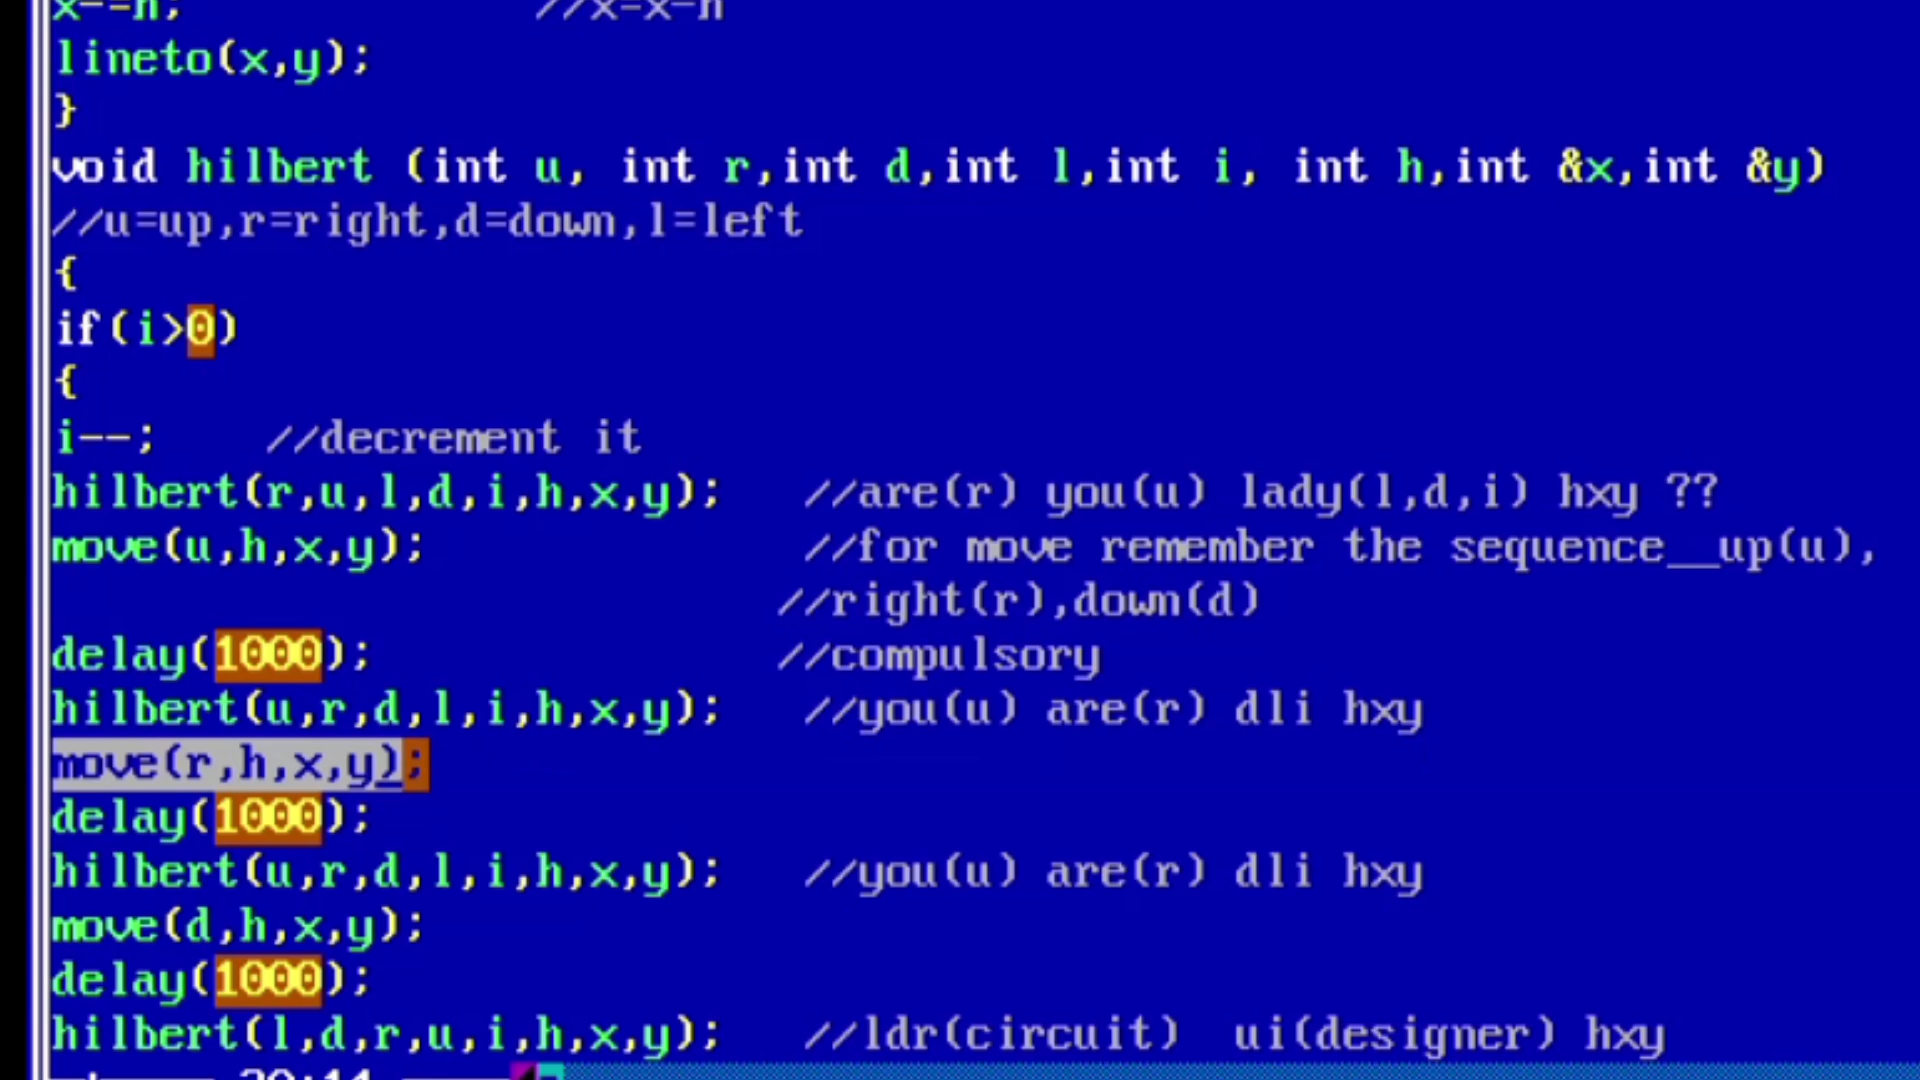 x-=h; //x=x-h
lineto(x,y);
}
void hilbert (int u, int r,int d,int l,int i, int h,int &x,int &y)
//u=up,r=right,d=down,l=left
{
if(i>0)
{
i--; //decrement it
hilbert(r,u,l,d,i,h,x,y); //are(r) you(u) lady(l,d,i) hxy ??
move(u,h,x,y); //for move remember the sequence__up(u),
//right(r),down(d)
delay(1000); //compulsory
hilbert(u,r,d,l,i,h,x,y); //you(u) are(r) dli hxy
move(r,h,x,y);
delay(1000);
hilbert(u,r,d,l,i,h,x,y); //you(u) are(r) dli hxy
move(d,h,x,y);
delay(1000);
hilbert(l,d,r,u,i,h,x,y); //ldr(circuit) ui(designer) hxy